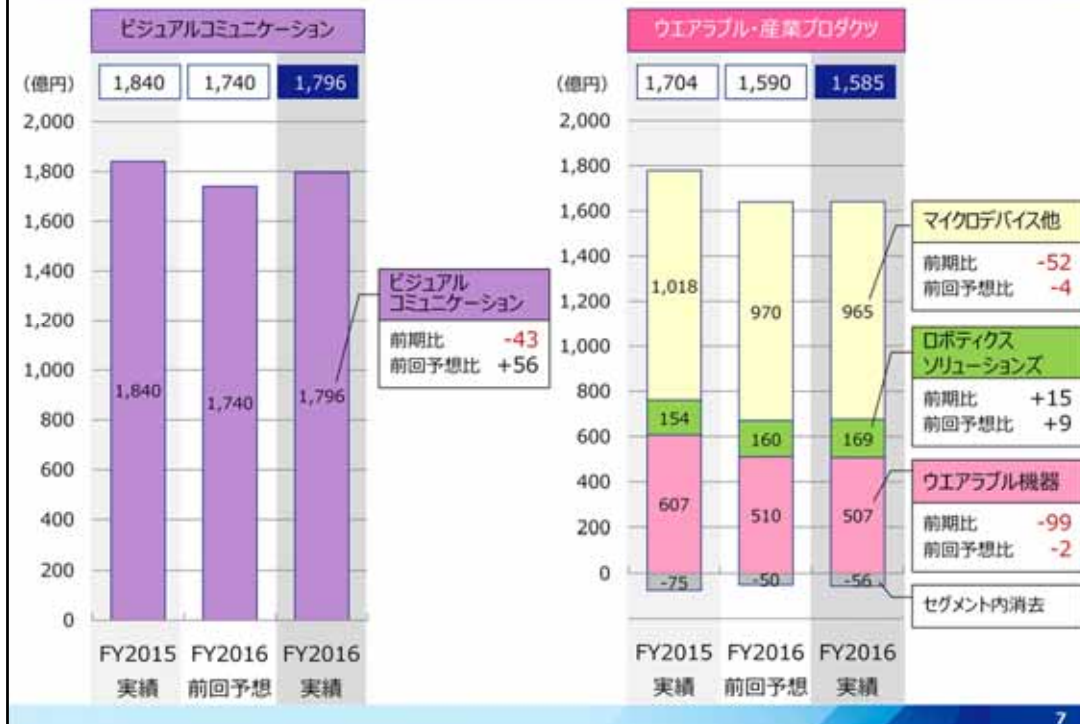 ビジュアルコミュニケーション
(億円) 1,840 1,740 1,796
2,000
1,800
1,600
1,400
1,200
1,000
800
600
400
200
0
1,840 1,740 1,796
ビジュアル
コミュニケーション
前期比 -43
前回予想比 +56
FY2015 FY2016 FY2016
実績 前回予想 実績
ウエアラブル・産業プロダクツ
(億円) 1,704 1,590 1,585
2,000
1,800
1,600
1,400
1,200
1,000
800
600
400
200
0
1,018 970 965
154 160 169
607 510 507
-75 -50 -56
マイクロデバイス他
前期比 -52
前回予想比 -4
ロボティクス
ソリューションズ
前期比 +15
前回予想比 +9
ウエアラブル機器
前期比 -99
前回予想比 -2
セグメント内消去
FY2015 FY2016 FY2016
実績 前回予想 実績
7